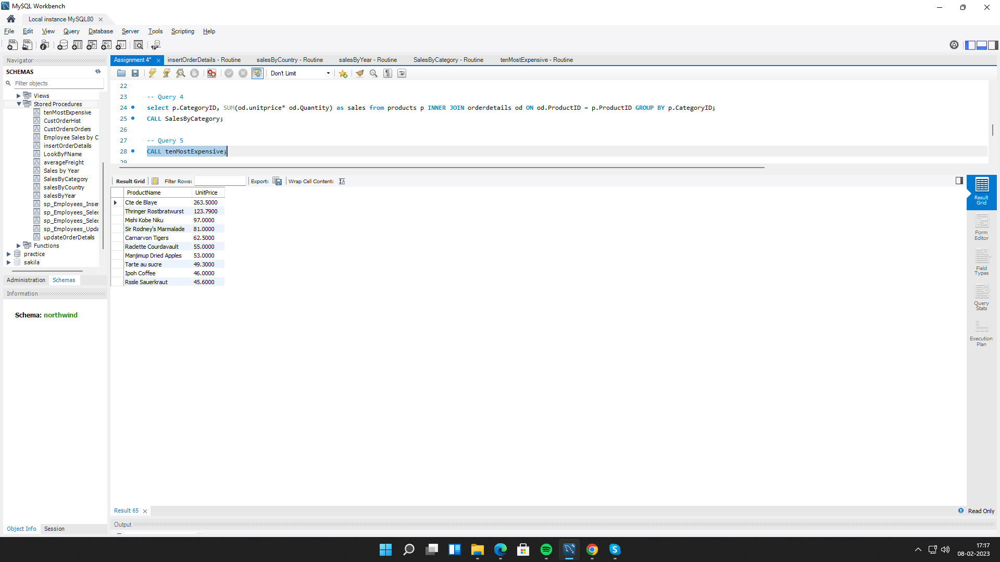 MySQL Workbench
Local instance MySQL80
File Edit View Query Database Server Tools Scripting Help
Navigator
SCHEMAS
Filter objects
Views
Stored Procedures
tenMostExpensive
CustOrderHist
CustOrdersOrders
Employee Sales by C
insertOrderDetails
LookByFName
averageFreight
Sales by Year
SalesByCategory
salesByCountry
salesByYear
sp_Employees_Inser
sp_Employees_Selec
sp_Employees_Selec
sp_Employees_Upda
updateOrderDetails
Functions
practice
sakila
Administration Schemas
Information
Schema: northwind
Object Info Session
Assignment 4* insertOrderDetails - Routine salesByCountry - Routine salesByYear - Routine SalesByCategory - Routine tenMostExpensive - Routine
Don't Limit
22
23 -- Query 4
24 select p.CategoryID, SUM(od.unitprice* od.Quantity) as sales from products p INNER JOIN orderdetails od ON od.ProductID = p.ProductID GROUP BY p.CategoryID;
25 CALL SalesByCategory;
26
27 -- Query 5
28 CALL tenMostExpensive;
29
Result Grid Filter Rows: Export: Wrap Cell Content:
ProductName UnitPrice
Cte de Blaye 263.5000
Thringer Rostbratwurst 123.7900
Mishi Kobe Niku 97.0000
Sir Rodney's Marmalade 81.0000
Carnarvon Tigers 62.5000
Raclette Courdavault 55.0000
Manjimup Dried Apples 53.0000
Tarte au sucre 49.3000
Ipoh Coffee 46.0000
Rssle Sauerkraut 45.6000
Result
Grid
Form
Editor
Field
Types
Query
Stats
Execution
Plan
Result 65
Read Only
Output
17:17
08-02-2023